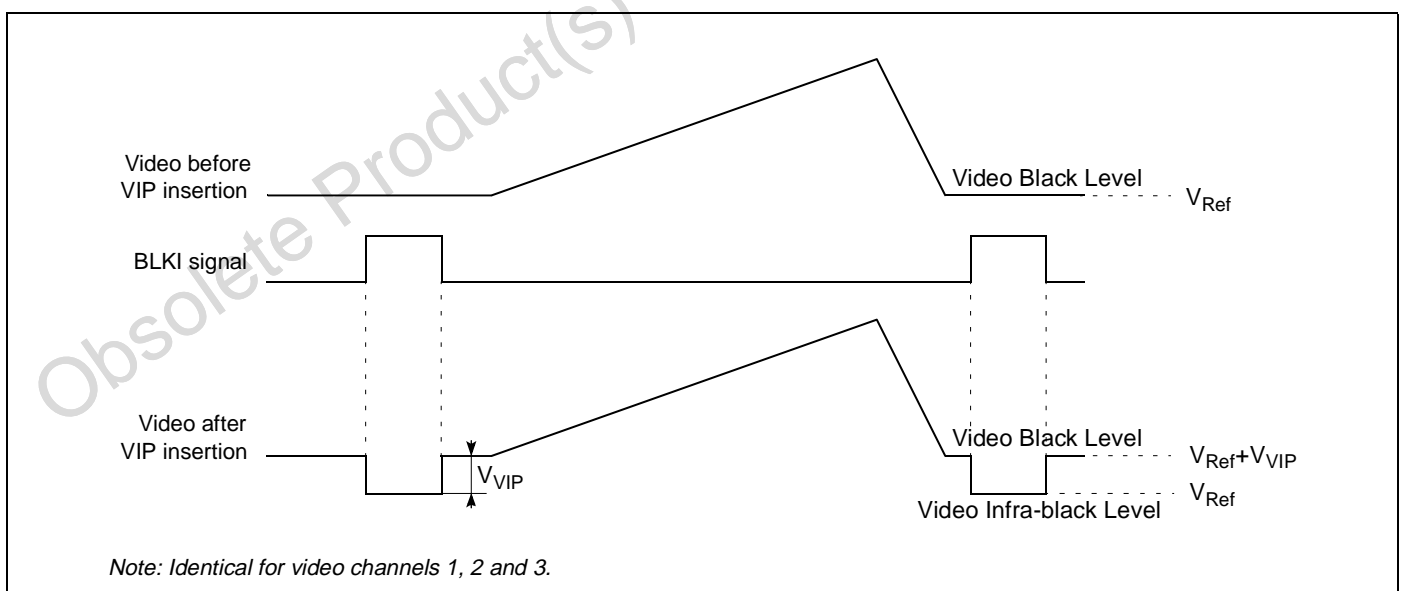 Obsolete Product(s)
Video before
VIP insertion
Video Black Level
VRef
BLKI signal
Video after
VIP insertion
VVIP
Video Black Level
VRef+VVIP
VRef
Video Infra-black Level
Note: Identical for video channels 1, 2 and 3.